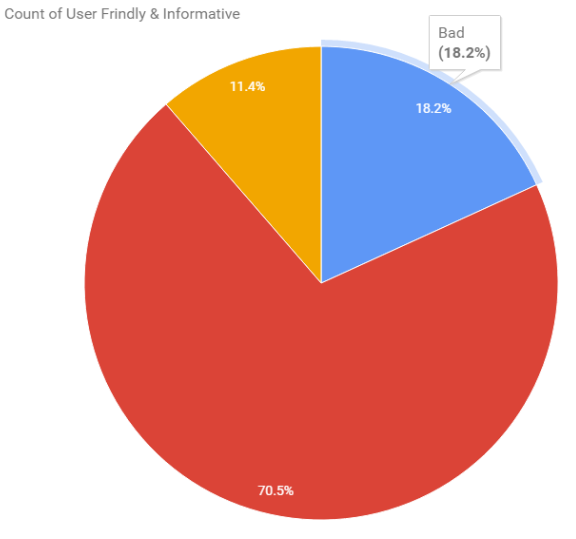 Count of User Frindly & Informative
Bad
(18.2%)
11.4%
18.2%
70.5%